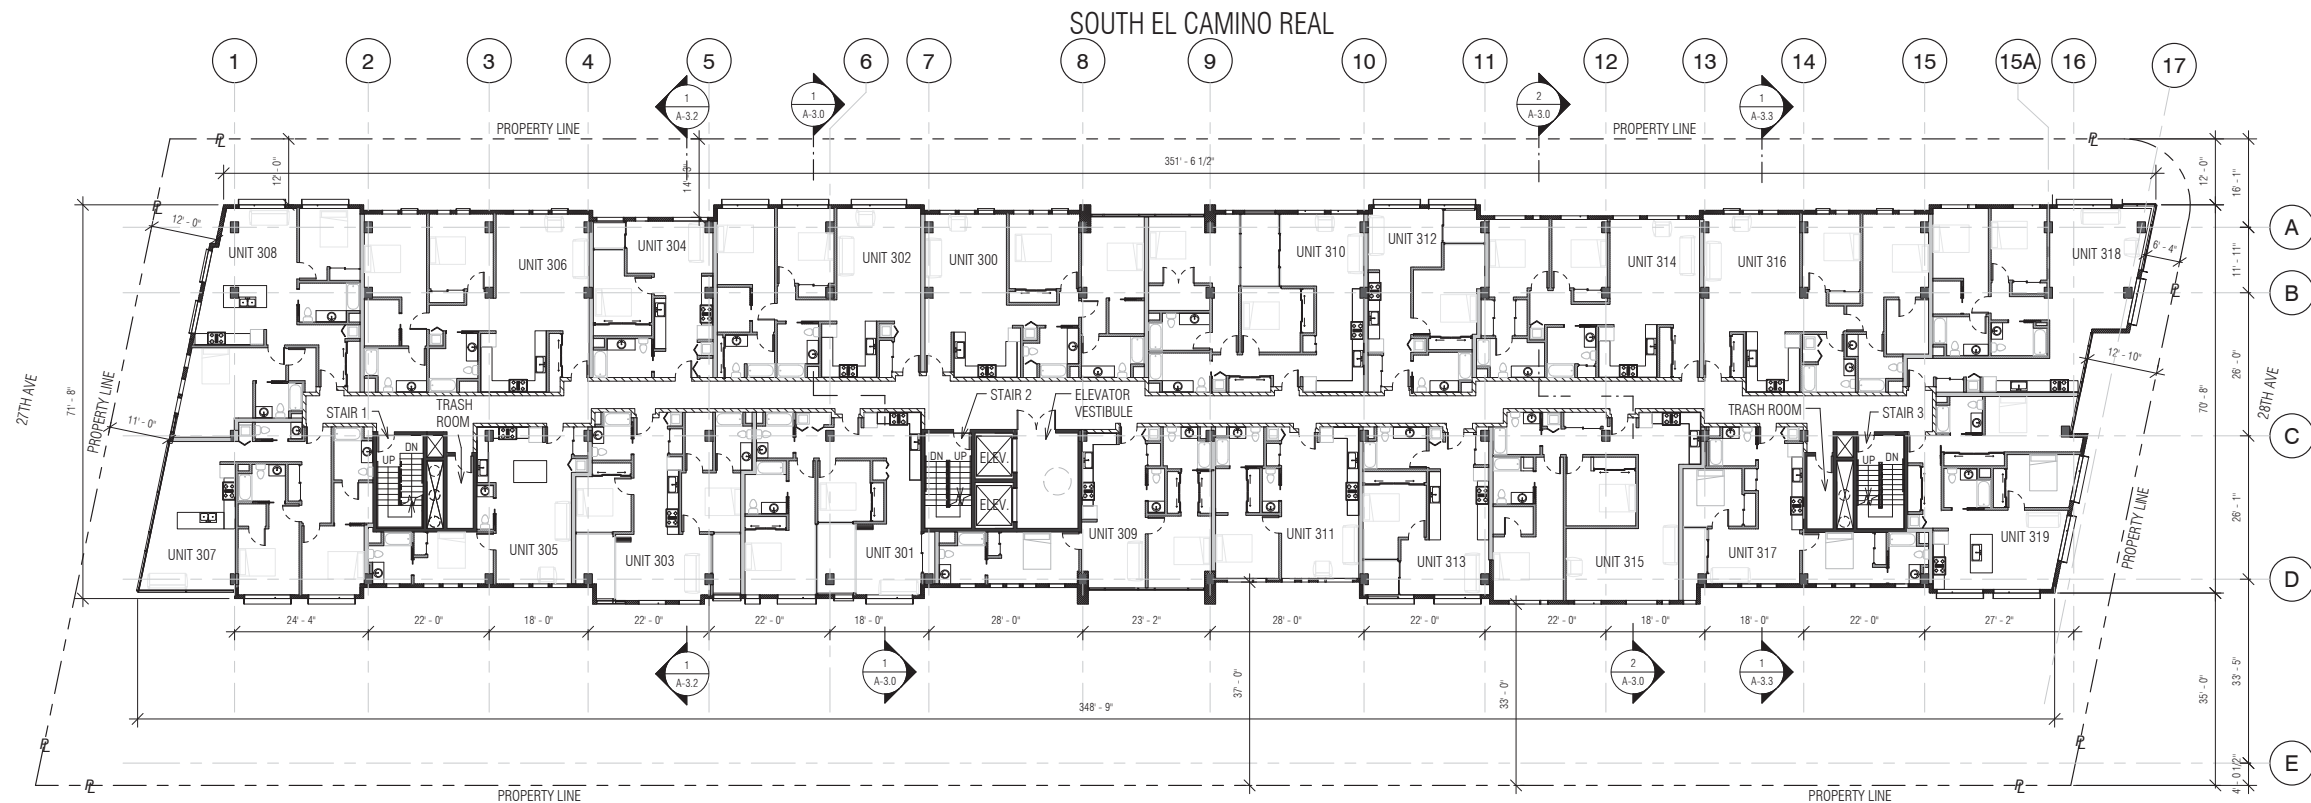 SOUTH EL CAMINO REAL
1 2 3 4 5 6 7 8 9 10 11 12 13 14 15 15A 16 17
1 A-3.2
1 A-3.0
2 A-3.0
1 A-3.3
PROPERTY LINE PROPERTY LINE
PL PL
351' - 6 1/2"
12' - 0" 14' - 3" 12' - 0" 16' - 1"
PL 12' - 0"
UNIT 308 UNIT 306 UNIT 304 UNIT 302 UNIT 300 UNIT 310 UNIT 312 UNIT 314 UNIT 316 UNIT 318
6' - 4"
A
11' - 11"
PL
B
26' - 0"
12' - 10"
27TH AVE
PROPERTY LINE
71' - 8"
11' - 0"
STAIR 1
TRASH
ROOM
STAIR 2
ELEVATOR
VESTIBULE
TRASH ROOM
STAIR 3
70' - 8"
28TH AVE
C
UP DN
DN UP
ELEV.
ELEV.
UP DN
26' - 1"
PROPERTY LINE
UNIT 307 UNIT 305 UNIT 303 UNIT 301 UNIT 309 UNIT 311 UNIT 313 UNIT 315 UNIT 317 UNIT 319
D
24' - 4" 22' - 0" 18' - 0" 22' - 0" 22' - 0" 18' - 0" 28' - 0" 23' - 2" 28' - 0" 22' - 0" 22' - 0" 18' - 0" 18' - 0" 22' - 0" 27' - 2"
1 A-3.2
1 A-3.0
2 A-3.0
1 A-3.3
37' - 0" 33' - 0" 35' - 0" 33' - 5"
348' - 9"
PL PL
E
4' - 0 1/2"
PL PL
PROPERTY LINE PROPERTY LINE